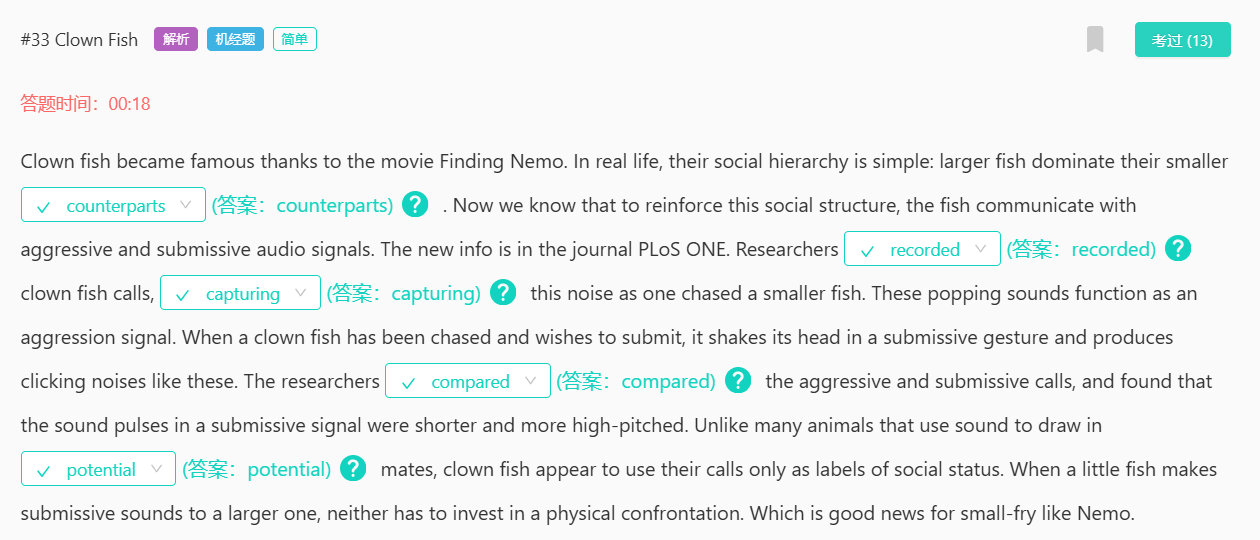 #33 Clown Fish 解析 机经题 简单 考过 (13)
答题时间：00:18
Clown fish became famous thanks to the movie Finding Nemo. In real life, their social hierarchy is simple: larger fish dominate their smaller
counterparts (答案：counterparts) ? . Now we know that to reinforce this social structure, the fish communicate with
aggressive and submissive audio signals. The new info is in the journal PLoS ONE. Researchers recorded (答案：recorded) ?
clown fish calls, capturing (答案：capturing) ? this noise as one chased a smaller fish. These popping sounds function as an
aggression signal. When a clown fish has been chased and wishes to submit, it shakes its head in a submissive gesture and produces
clicking noises like these. The researchers compared (答案：compared) ? the aggressive and submissive calls, and found that
the sound pulses in a submissive signal were shorter and more high-pitched. Unlike many animals that use sound to draw in
potential (答案：potential) ? mates, clown fish appear to use their calls only as labels of social status. When a little fish makes
submissive sounds to a larger one, neither has to invest in a physical confrontation. Which is good news for small-fry like Nemo.